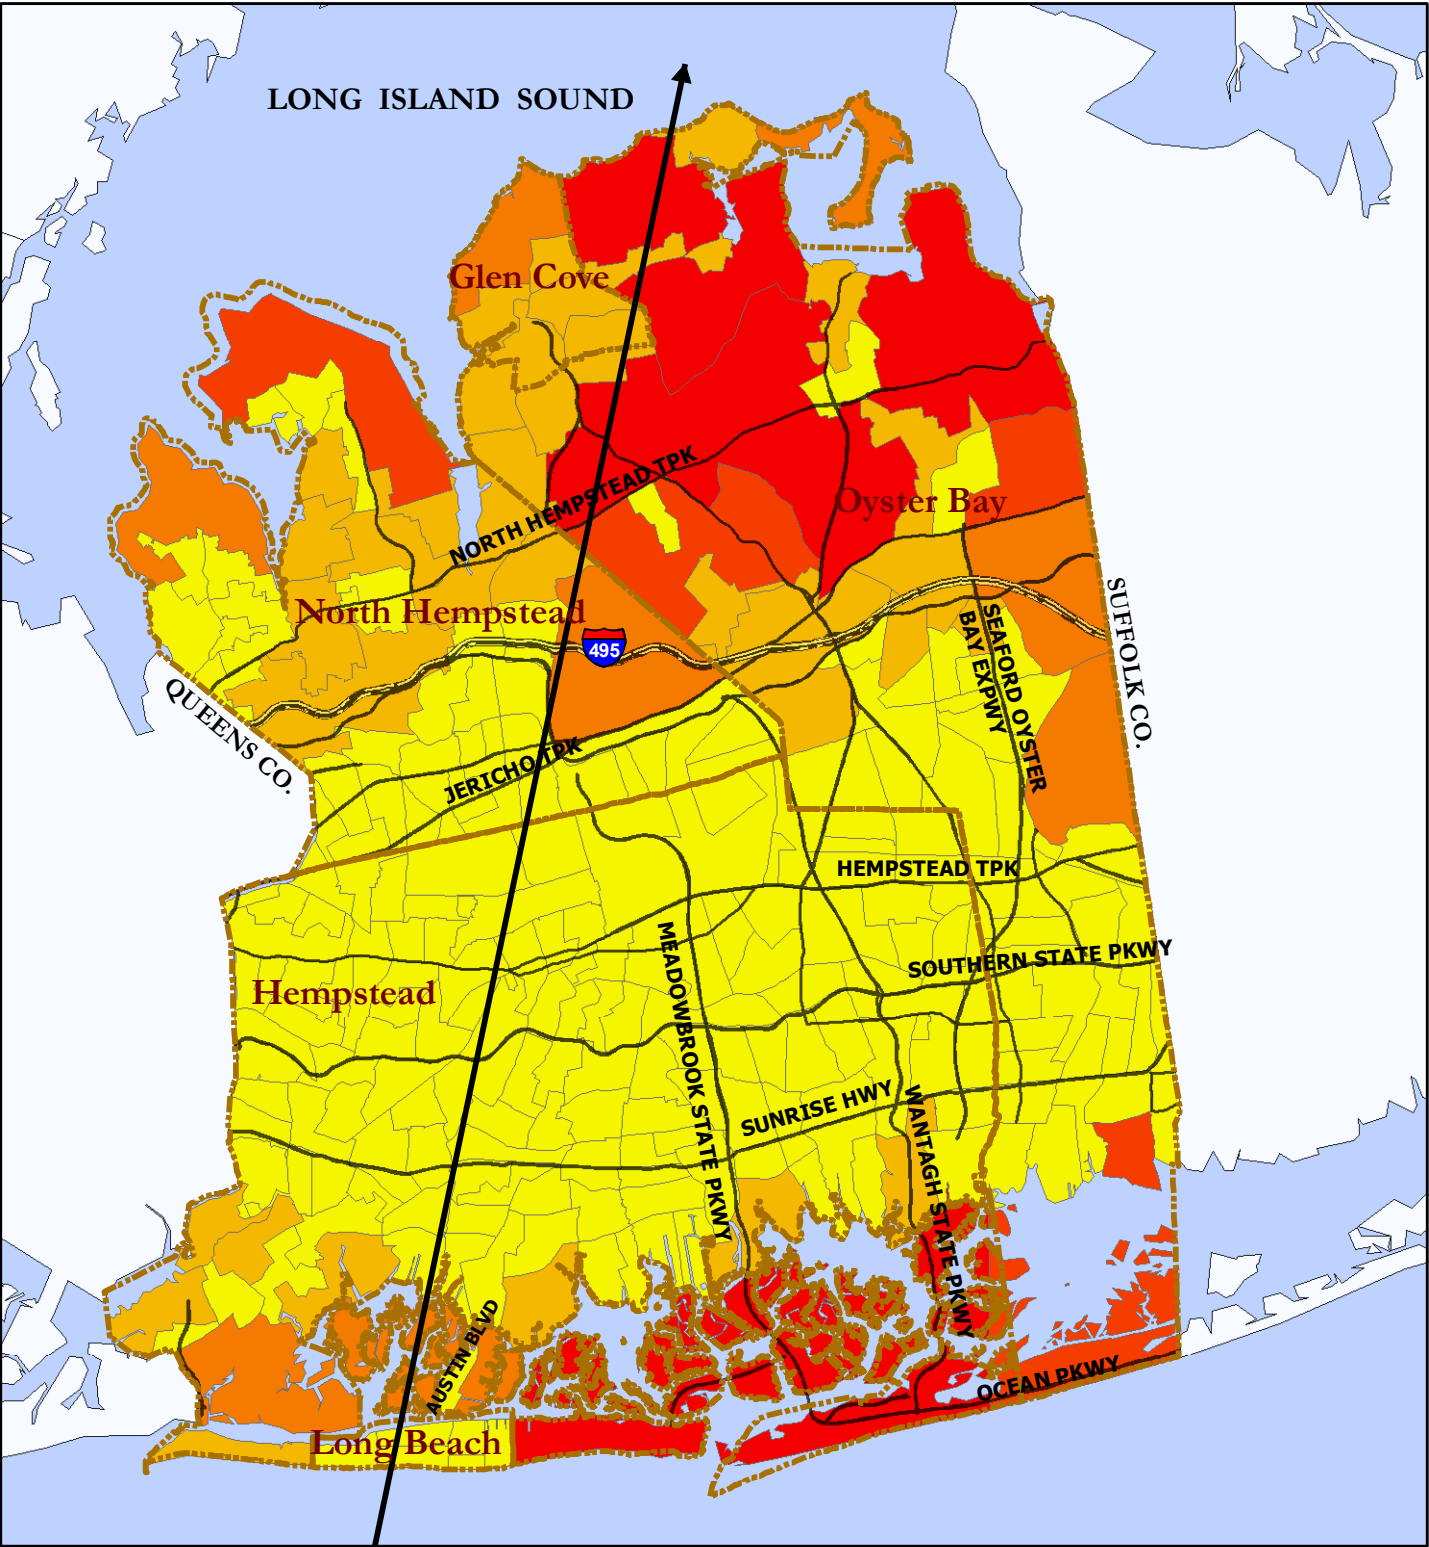 LONG ISLAND SOUND
Glen Cove
NORTH HEMPSTEAD TPK
Oyster Bay
North Hempstead
495
SUFFOLK CO.
SEAFORD OYSTER
BAY EXPWY
QUEENS CO.
JERICHO TPK
HEMPSTEAD TPK
SOUTHERN STATE PKWY
Hempstead
MEADOWBROOK STATE PKWY
SUNRISE HWY
WANTAGH STATE PKWY
AUSTIN BLVD
OCEAN PKWY
Long Beach